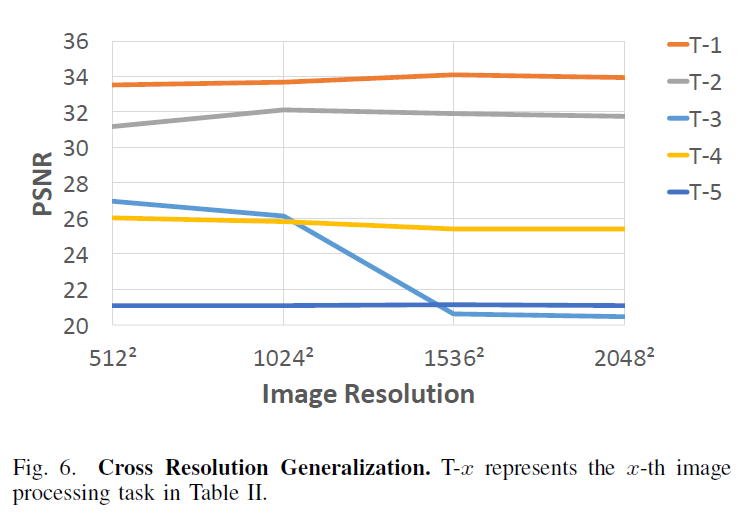 36
34
32
30
28
26
24
22
20
PSNR
512² 1024² 1536² 2048²
Image Resolution
T-1
T-2
T-3
T-4
T-5
Fig. 6. Cross Resolution Generalization. T-x represents the x-th image
processing task in Table II.